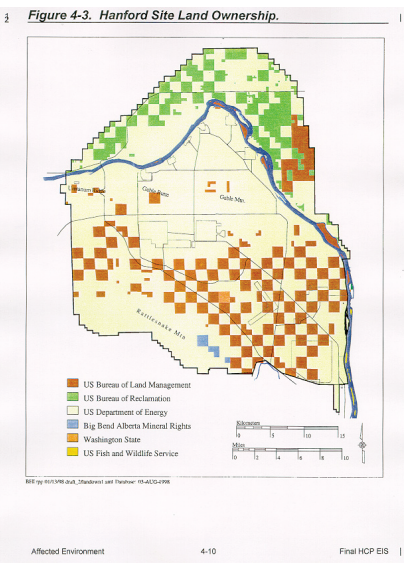 Figure 4-3. Hanford Site Land Ownership.
Gable Butte
Gable Mtn.
Rattlesnake Mtn
US Bureau of Land Management
US Bureau of Reclamation
US Department of Energy
Big Bend Alberta Mineral Rights
Washington State
US Fish and Wildlife Service
Kilometers
0 5 10 15
Miles
0 2 4 6 8 10
Affected Environment
4-10
Final HCP EIS